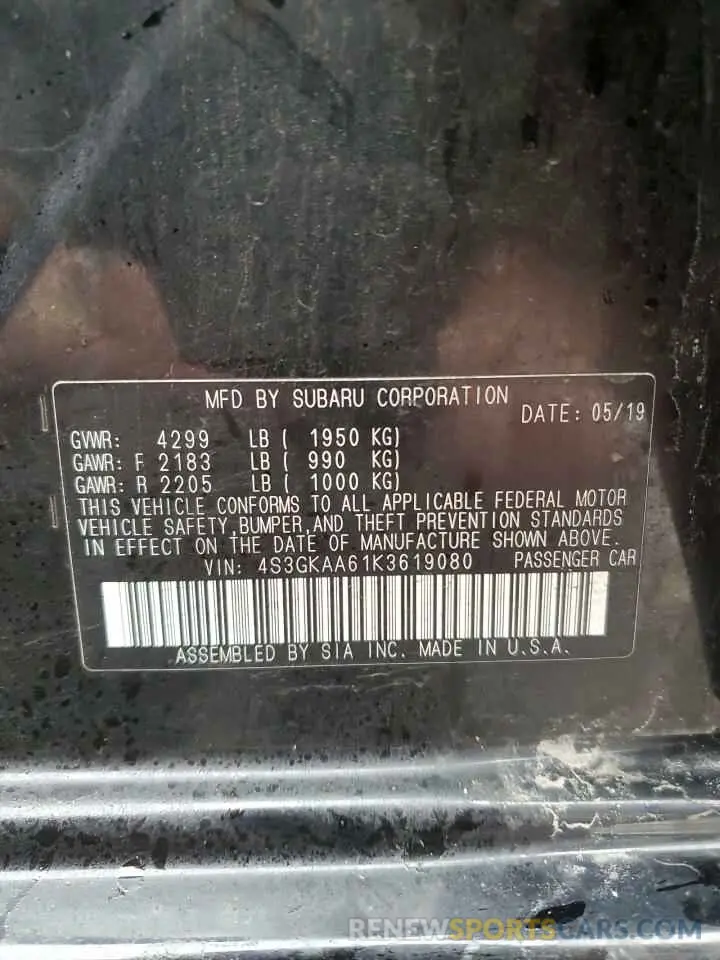 MFD BY SUBARU CORPORATION
DATE: 05/19
GVWR: 4299 LB ( 1950 KG)
GAWR: F 2183 LB ( 990 KG)
GAWR: R 2205 LB ( 1000 KG)
THIS VEHICLE CONFORMS TO ALL APPLICABLE FEDERAL MOTOR
VEHICLE SAFETY,BUMPER,AND THEFT PREVENTION STANDARDS
IN EFFECT ON THE DATE OF MANUFACTURE SHOWN ABOVE.
VIN: 4S3GKAA61K3619080 PASSENGER CAR
ASSEMBLED BY SIA INC. MADE IN U.S.A.
RENEWSPORTSCARS.COM